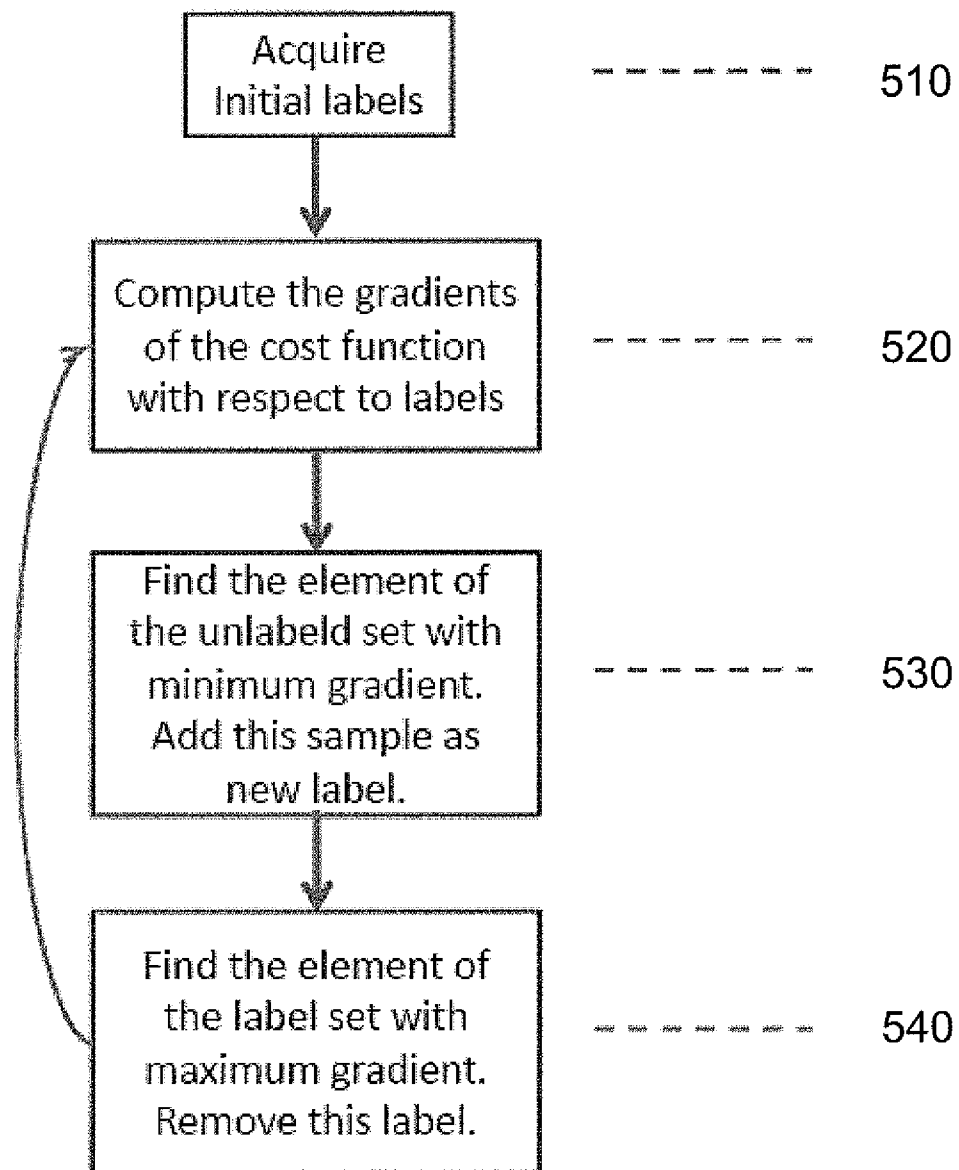 Acquire
Initial labels
510
Compute the gradients
of the cost function
with respect to labels
520
Find the element of
the unlabeld set with
minimum gradient.
Add this sample as
new label.
530
Find the element of
the label set with
maximum gradient.
Remove this label.
540